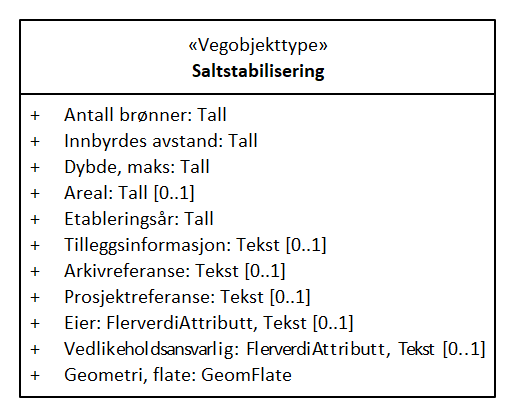 «Vegobjekttype»
Saltstabilisering
+ Antall brønner: Tall
+ Innbyrdes avstand: Tall
+ Dybde, maks: Tall
+ Areal: Tall [0..1]
+ Etableringsår: Tall
+ Tilleggsinformasjon: Tekst [0..1]
+ Arkivreferanse: Tekst [0..1]
+ Prosjektreferanse: Tekst [0..1]
+ Eier: FlerverdiAttributt, Tekst [0..1]
+ Vedlikeholdsansvarlig: FlerverdiAttributt, Tekst [0..1]
+ Geometri, flate: GeomFlate